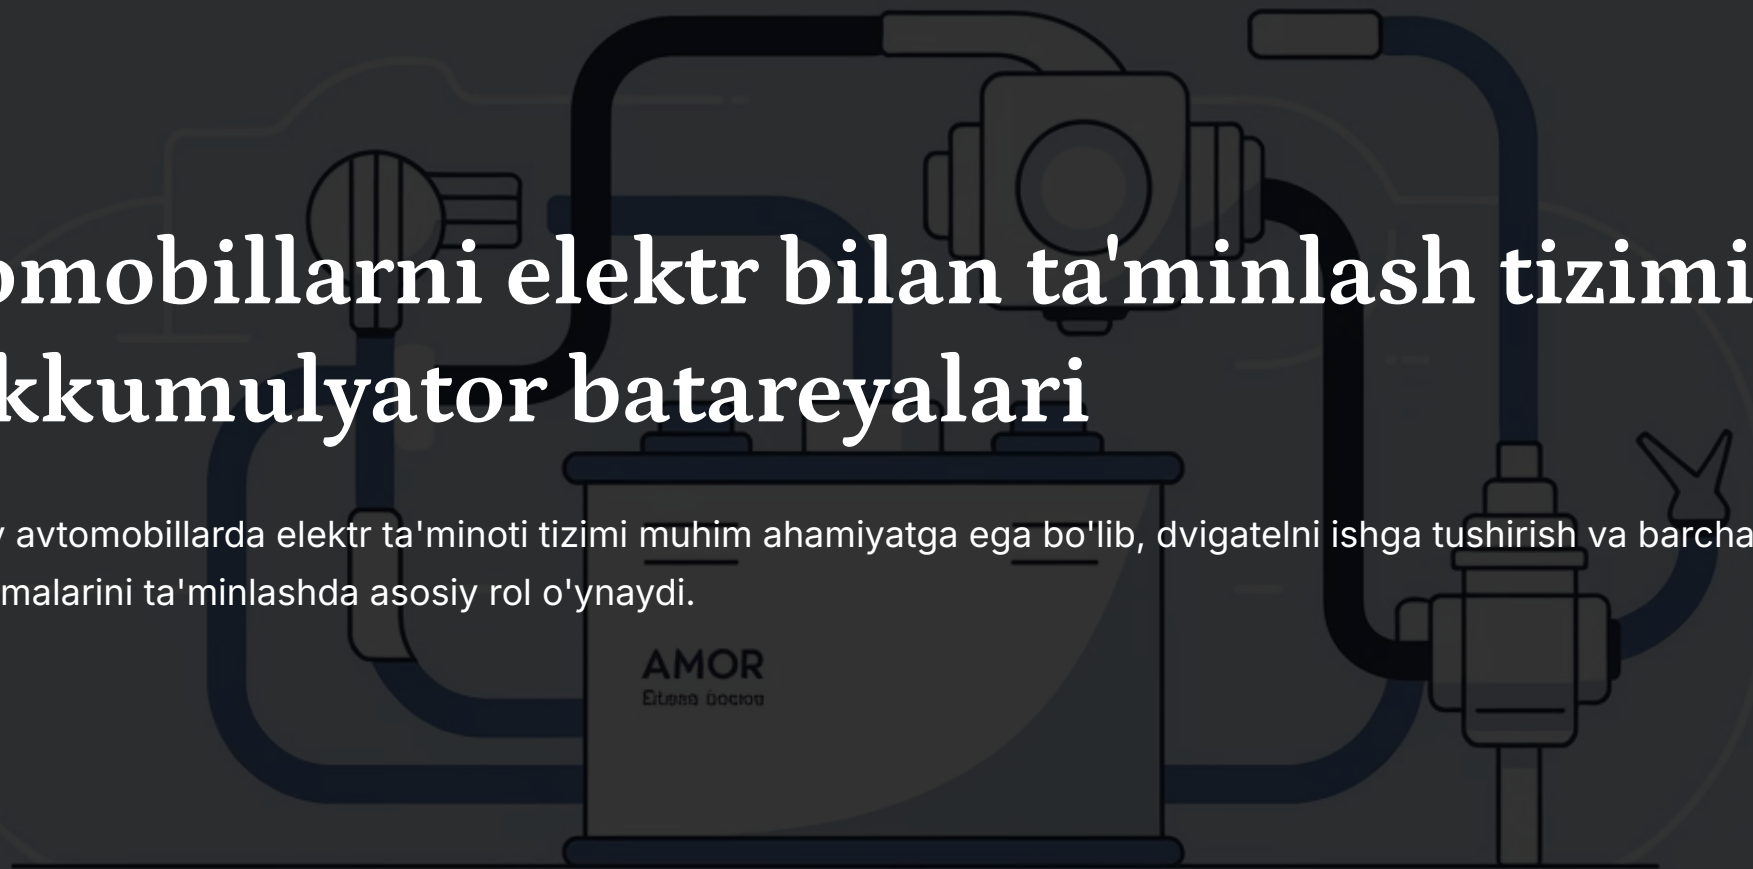 omobillarni elektr bilan ta'minlash tizimi
kkumulyator batareyalari
avtomobillarda elektr ta'minoti tizimi muhim ahamiyatga ega bo'lib, dvigatelni ishga tushirish va barcha
malarini ta'minlashda asosiy rol o'ynaydi.
AMOR